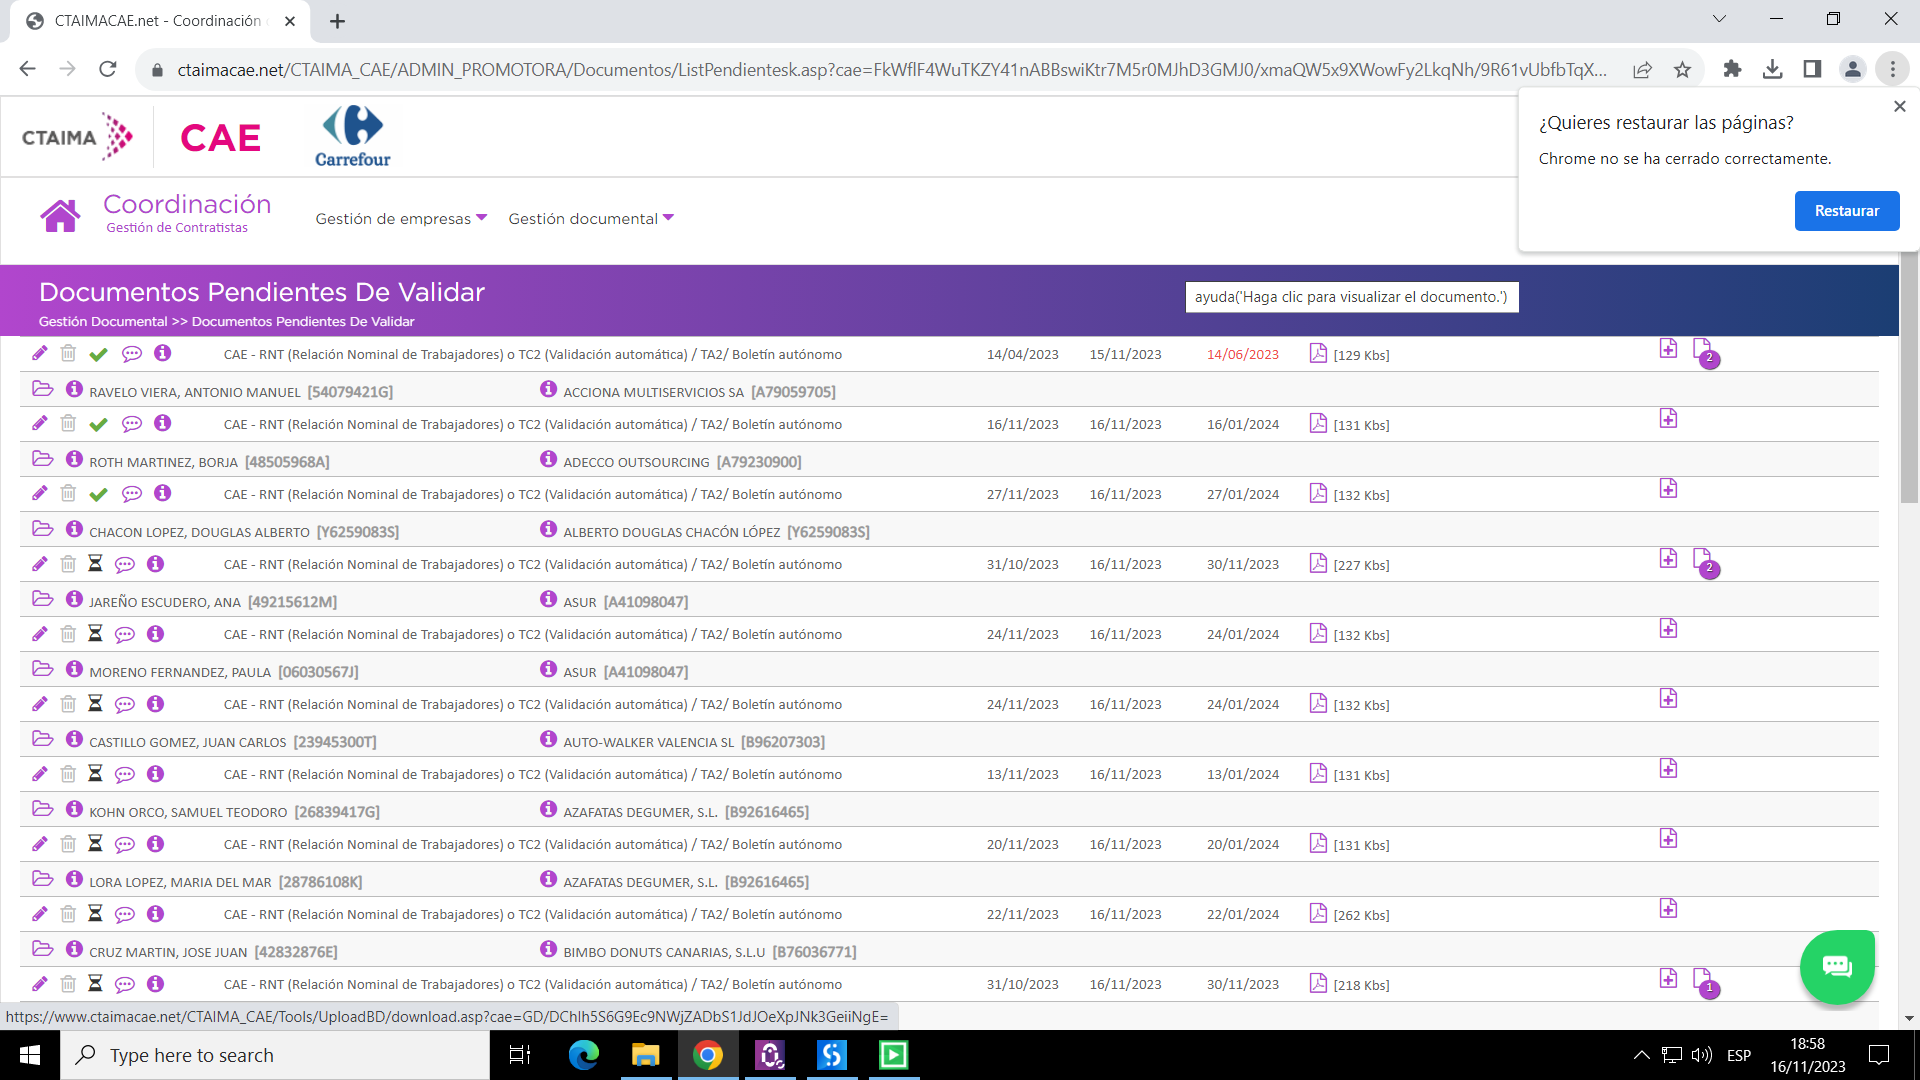 CTAIMACAE.net - Coordinación
ctaimacae.net/CTAIMA_CAE/ADMIN_PROMOTORA/Documentos/ListPendientesk.asp?cae=FkWflF4WuTKZY41nABBswiKtr7M5r0MJhD3GMJ0/xmaQW5x9XWowFy2LkqNh/9R61vUbfbTqX...
CTAIMA CAE Carrefour
¿Quieres restaurar las páginas?
Chrome no se ha cerrado correctamente.
Restaurar
Coordinación
Gestión de Contratistas
Gestión de empresas Gestión documental
Documentos Pendientes De Validar
ayuda('Haga clic para visualizar el documento.')
Gestión Documental >> Documentos Pendientes De Validar
CAE - RNT (Relación Nominal de Trabajadores) o TC2 (Validación automática) / TA2/ Boletín autónomo 14/04/2023 15/11/2023 14/06/2023 [129 Kbs] 2
RAVELO VIERA, ANTONIO MANUEL [54079421G] ACCIONA MULTISERVICIOS SA [A79059705]
CAE - RNT (Relación Nominal de Trabajadores) o TC2 (Validación automática) / TA2/ Boletín autónomo 16/11/2023 16/11/2023 16/01/2024 [131 Kbs]
ROTH MARTINEZ, BORJA [48505968A] ADECCO OUTSOURCING [A79230900]
CAE - RNT (Relación Nominal de Trabajadores) o TC2 (Validación automática) / TA2/ Boletín autónomo 27/11/2023 16/11/2023 27/01/2024 [132 Kbs]
CHACON LOPEZ, DOUGLAS ALBERTO [Y6259083S] ALBERTO DOUGLAS CHACÓN LÓPEZ [Y6259083S]
CAE - RNT (Relación Nominal de Trabajadores) o TC2 (Validación automática) / TA2/ Boletín autónomo 31/10/2023 16/11/2023 30/11/2023 [227 Kbs] 2
JAREÑO ESCUDERO, ANA [49215612M] ASUR [A41098047]
CAE - RNT (Relación Nominal de Trabajadores) o TC2 (Validación automática) / TA2/ Boletín autónomo 24/11/2023 16/11/2023 24/01/2024 [132 Kbs]
MORENO FERNANDEZ, PAULA [06030567J] ASUR [A41098047]
CAE - RNT (Relación Nominal de Trabajadores) o TC2 (Validación automática) / TA2/ Boletín autónomo 24/11/2023 16/11/2023 24/01/2024 [132 Kbs]
CASTILLO GOMEZ, JUAN CARLOS [23945300T] AUTO-WALKER VALENCIA SL [B96207303]
CAE - RNT (Relación Nominal de Trabajadores) o TC2 (Validación automática) / TA2/ Boletín autónomo 13/11/2023 16/11/2023 13/01/2024 [131 Kbs]
KOHN ORCO, SAMUEL TEODORO [26839417G] AZAFATAS DEGUMER, S.L. [B92616465]
CAE - RNT (Relación Nominal de Trabajadores) o TC2 (Validación automática) / TA2/ Boletín autónomo 20/11/2023 16/11/2023 20/01/2024 [131 Kbs]
LORA LOPEZ, MARIA DEL MAR [28786108K] AZAFATAS DEGUMER, S.L. [B92616465]
CAE - RNT (Relación Nominal de Trabajadores) o TC2 (Validación automática) / TA2/ Boletín autónomo 22/11/2023 16/11/2023 22/01/2024 [262 Kbs]
CRUZ MARTIN, JOSE JUAN [42832876E] BIMBO DONUTS CANARIAS, S.L.U [B76036771]
CAE - RNT (Relación Nominal de Trabajadores) o TC2 (Validación automática) / TA2/ Boletín autónomo 31/10/2023 16/11/2023 30/11/2023 [218 Kbs] 1
https://www.ctaimacae.net/CTAIMA_CAE/Tools/UploadBD/download.asp?cae=GD/DChIh5S6G9Ec9NWjZADbS1JdJOeXpJNk3GeiiNgE=
Type here to search
ESP
18:58
16/11/2023